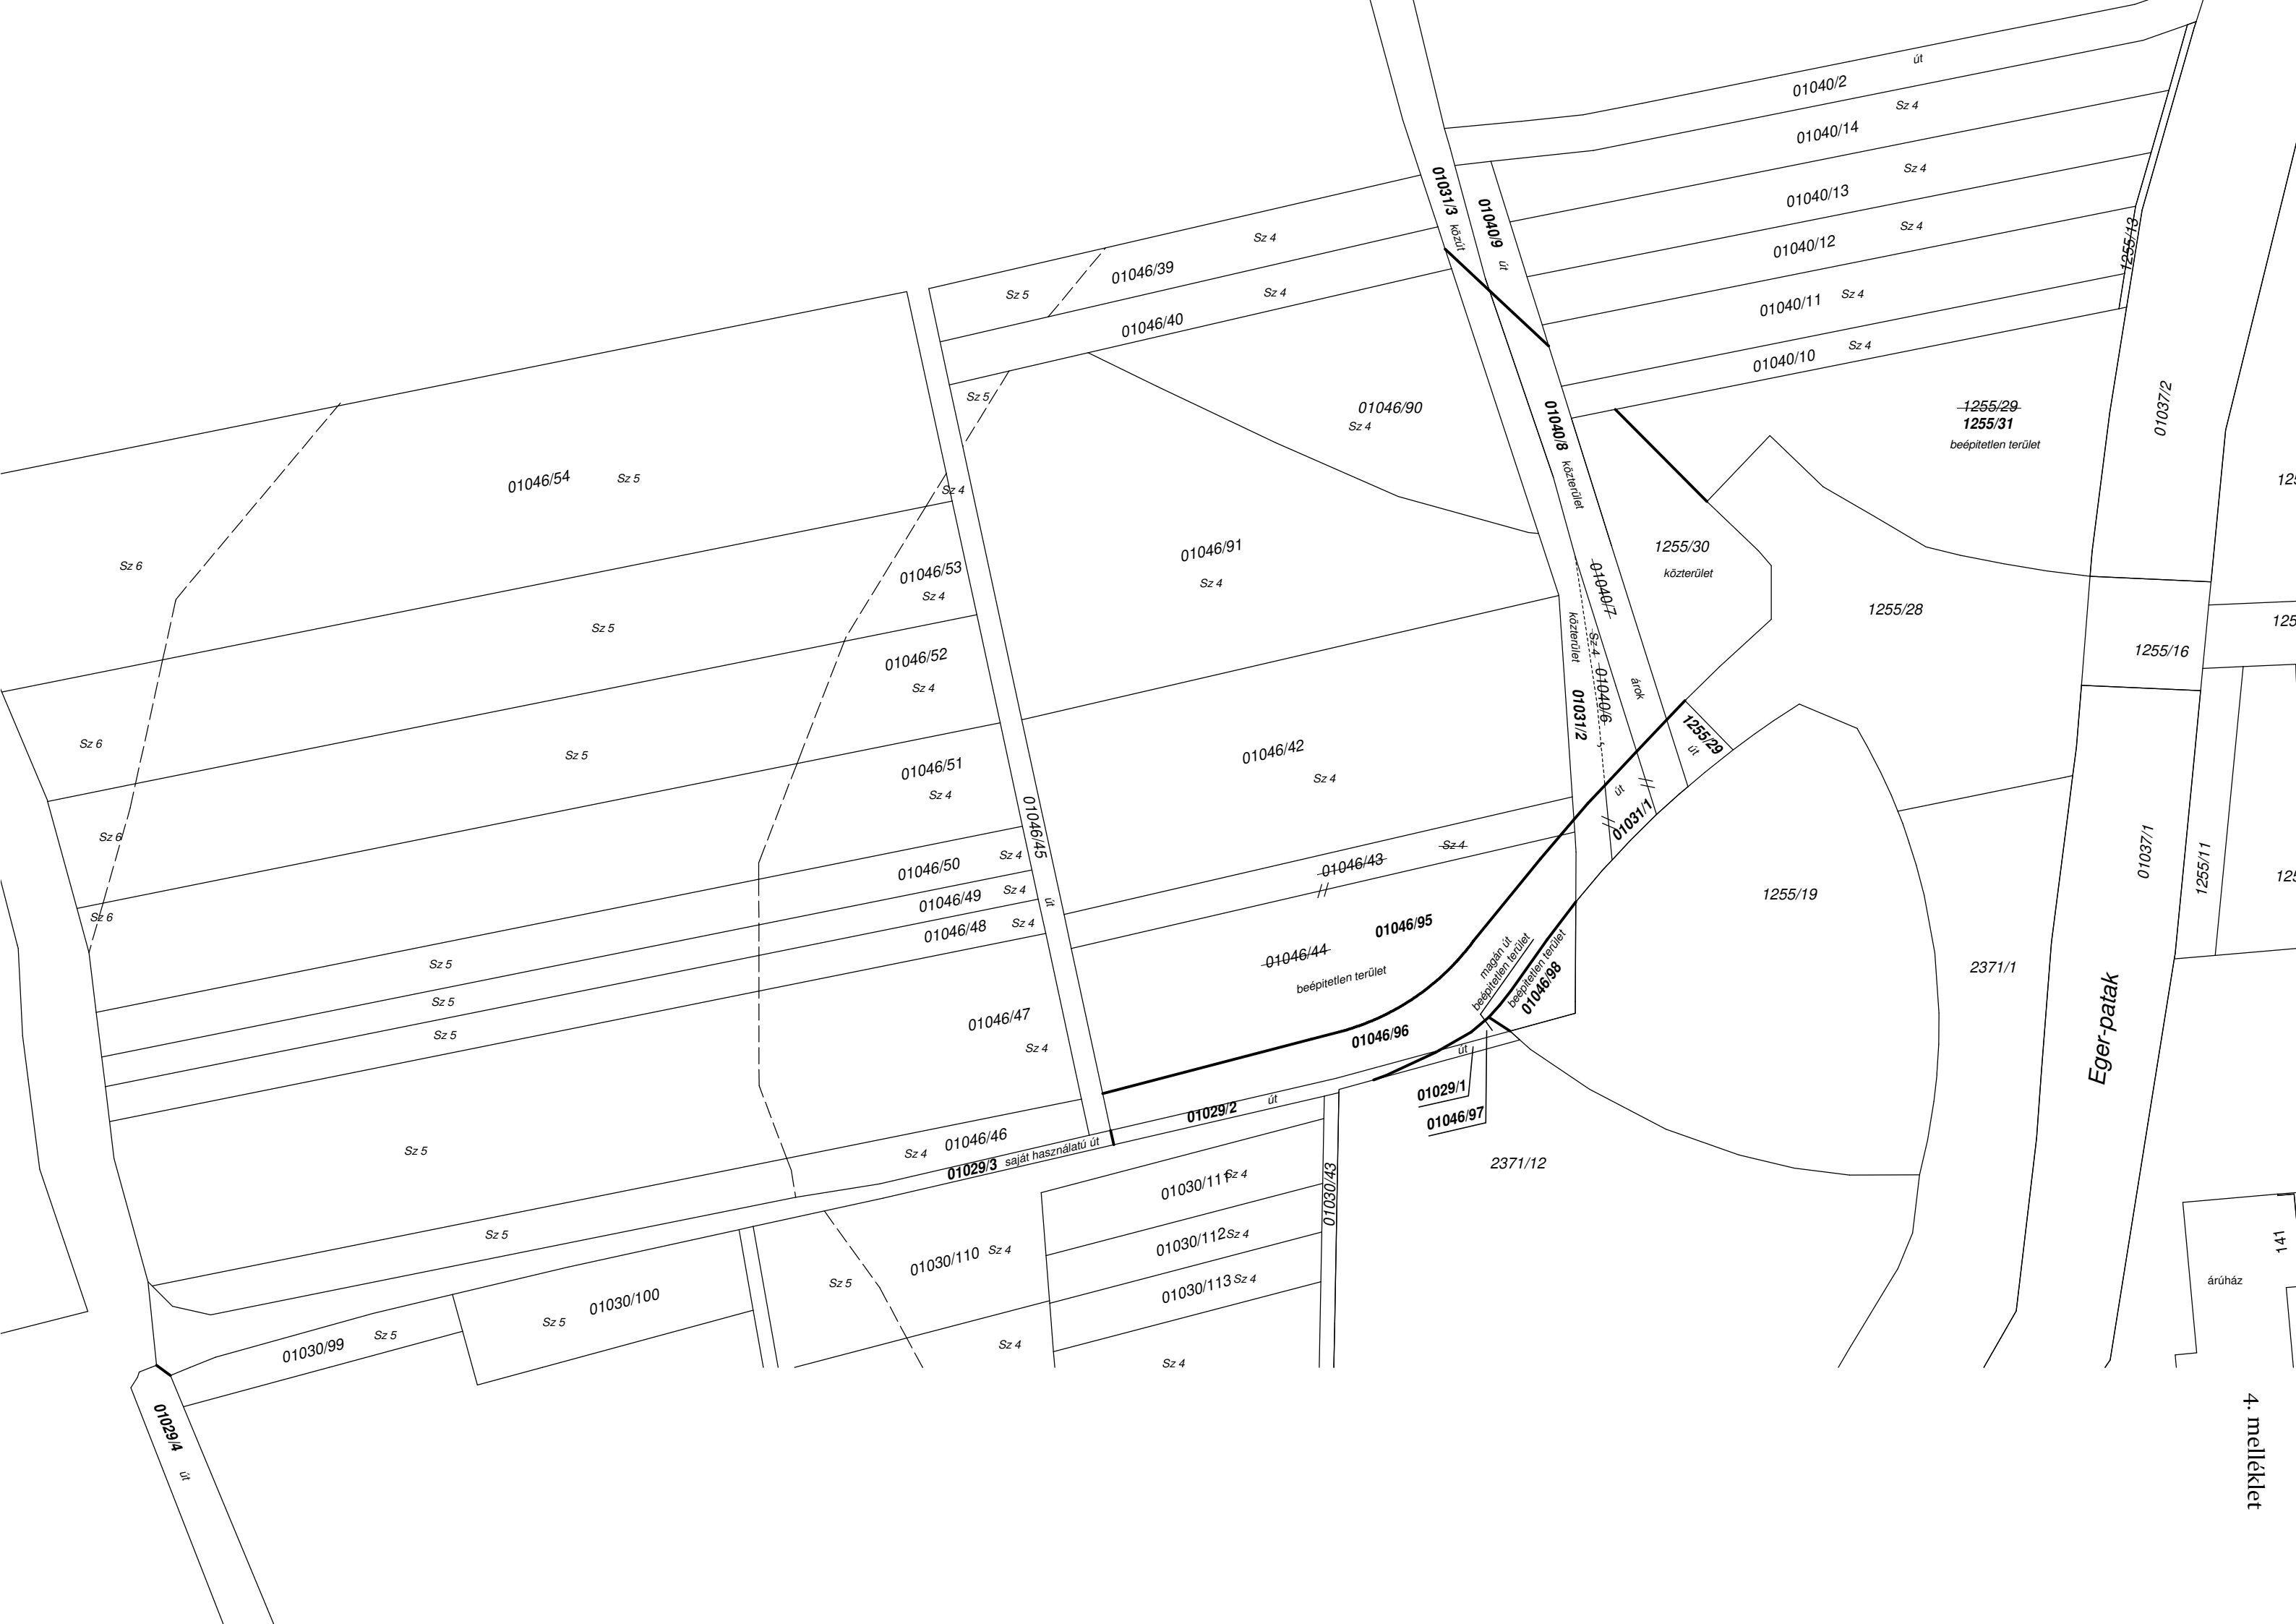 út
01040/2
Sz 4
01040/14
Sz 4
01040/13
Sz 4
01040/12
01040/11 Sz 4
01040/10 Sz 4
1255/13
01031/3 közút
01040/9 út
Sz 4
01046/39
Sz 5
Sz 4
01046/40
Sz 5
01046/90
Sz 4
01040/8 közterület
1255/29
1255/31
beépitetlen terület
01037/2
01046/54 Sz 5
Sz 4
Sz 6
01046/53
Sz 4
Sz 5
01046/91
Sz 4
1255/30
közterület
01040/7
1255/28
1255/16
125
125
közterület
01031/2
Sz 4
01040/6
árok
1255/29
út
01046/52
Sz 4
Sz 5
Sz 6
01046/51
Sz 4
01046/42
Sz 4
Sz 6
01046/45
út
út
01031/1
01046/43
Sz 4
01046/50
Sz 4
01046/49
Sz 4
01046/48
Sz 4
Sz 6
Sz 5
Sz 5
Sz 5
01046/95
01046/44
beépitetlen terület
magán út
beépitetlen terület
beépitetlen terület
01046/98
1255/19
2371/1
01037/1
1255/11
125
Eger-patak
01046/47
Sz 4
01046/96
út
01029/1
01046/97
01029/2
út
Sz 5
Sz 4
01046/46
01029/3 saját használatú út
2371/12
01030/43
01030/111 Sz 4
01030/112 Sz 4
01030/113 Sz 4
Sz 4
Sz 5
01030/110 Sz 4
Sz 5
Sz 4
01030/100
Sz 5
01030/99
Sz 5
141
árúház
01029/4
út
4. melléklet